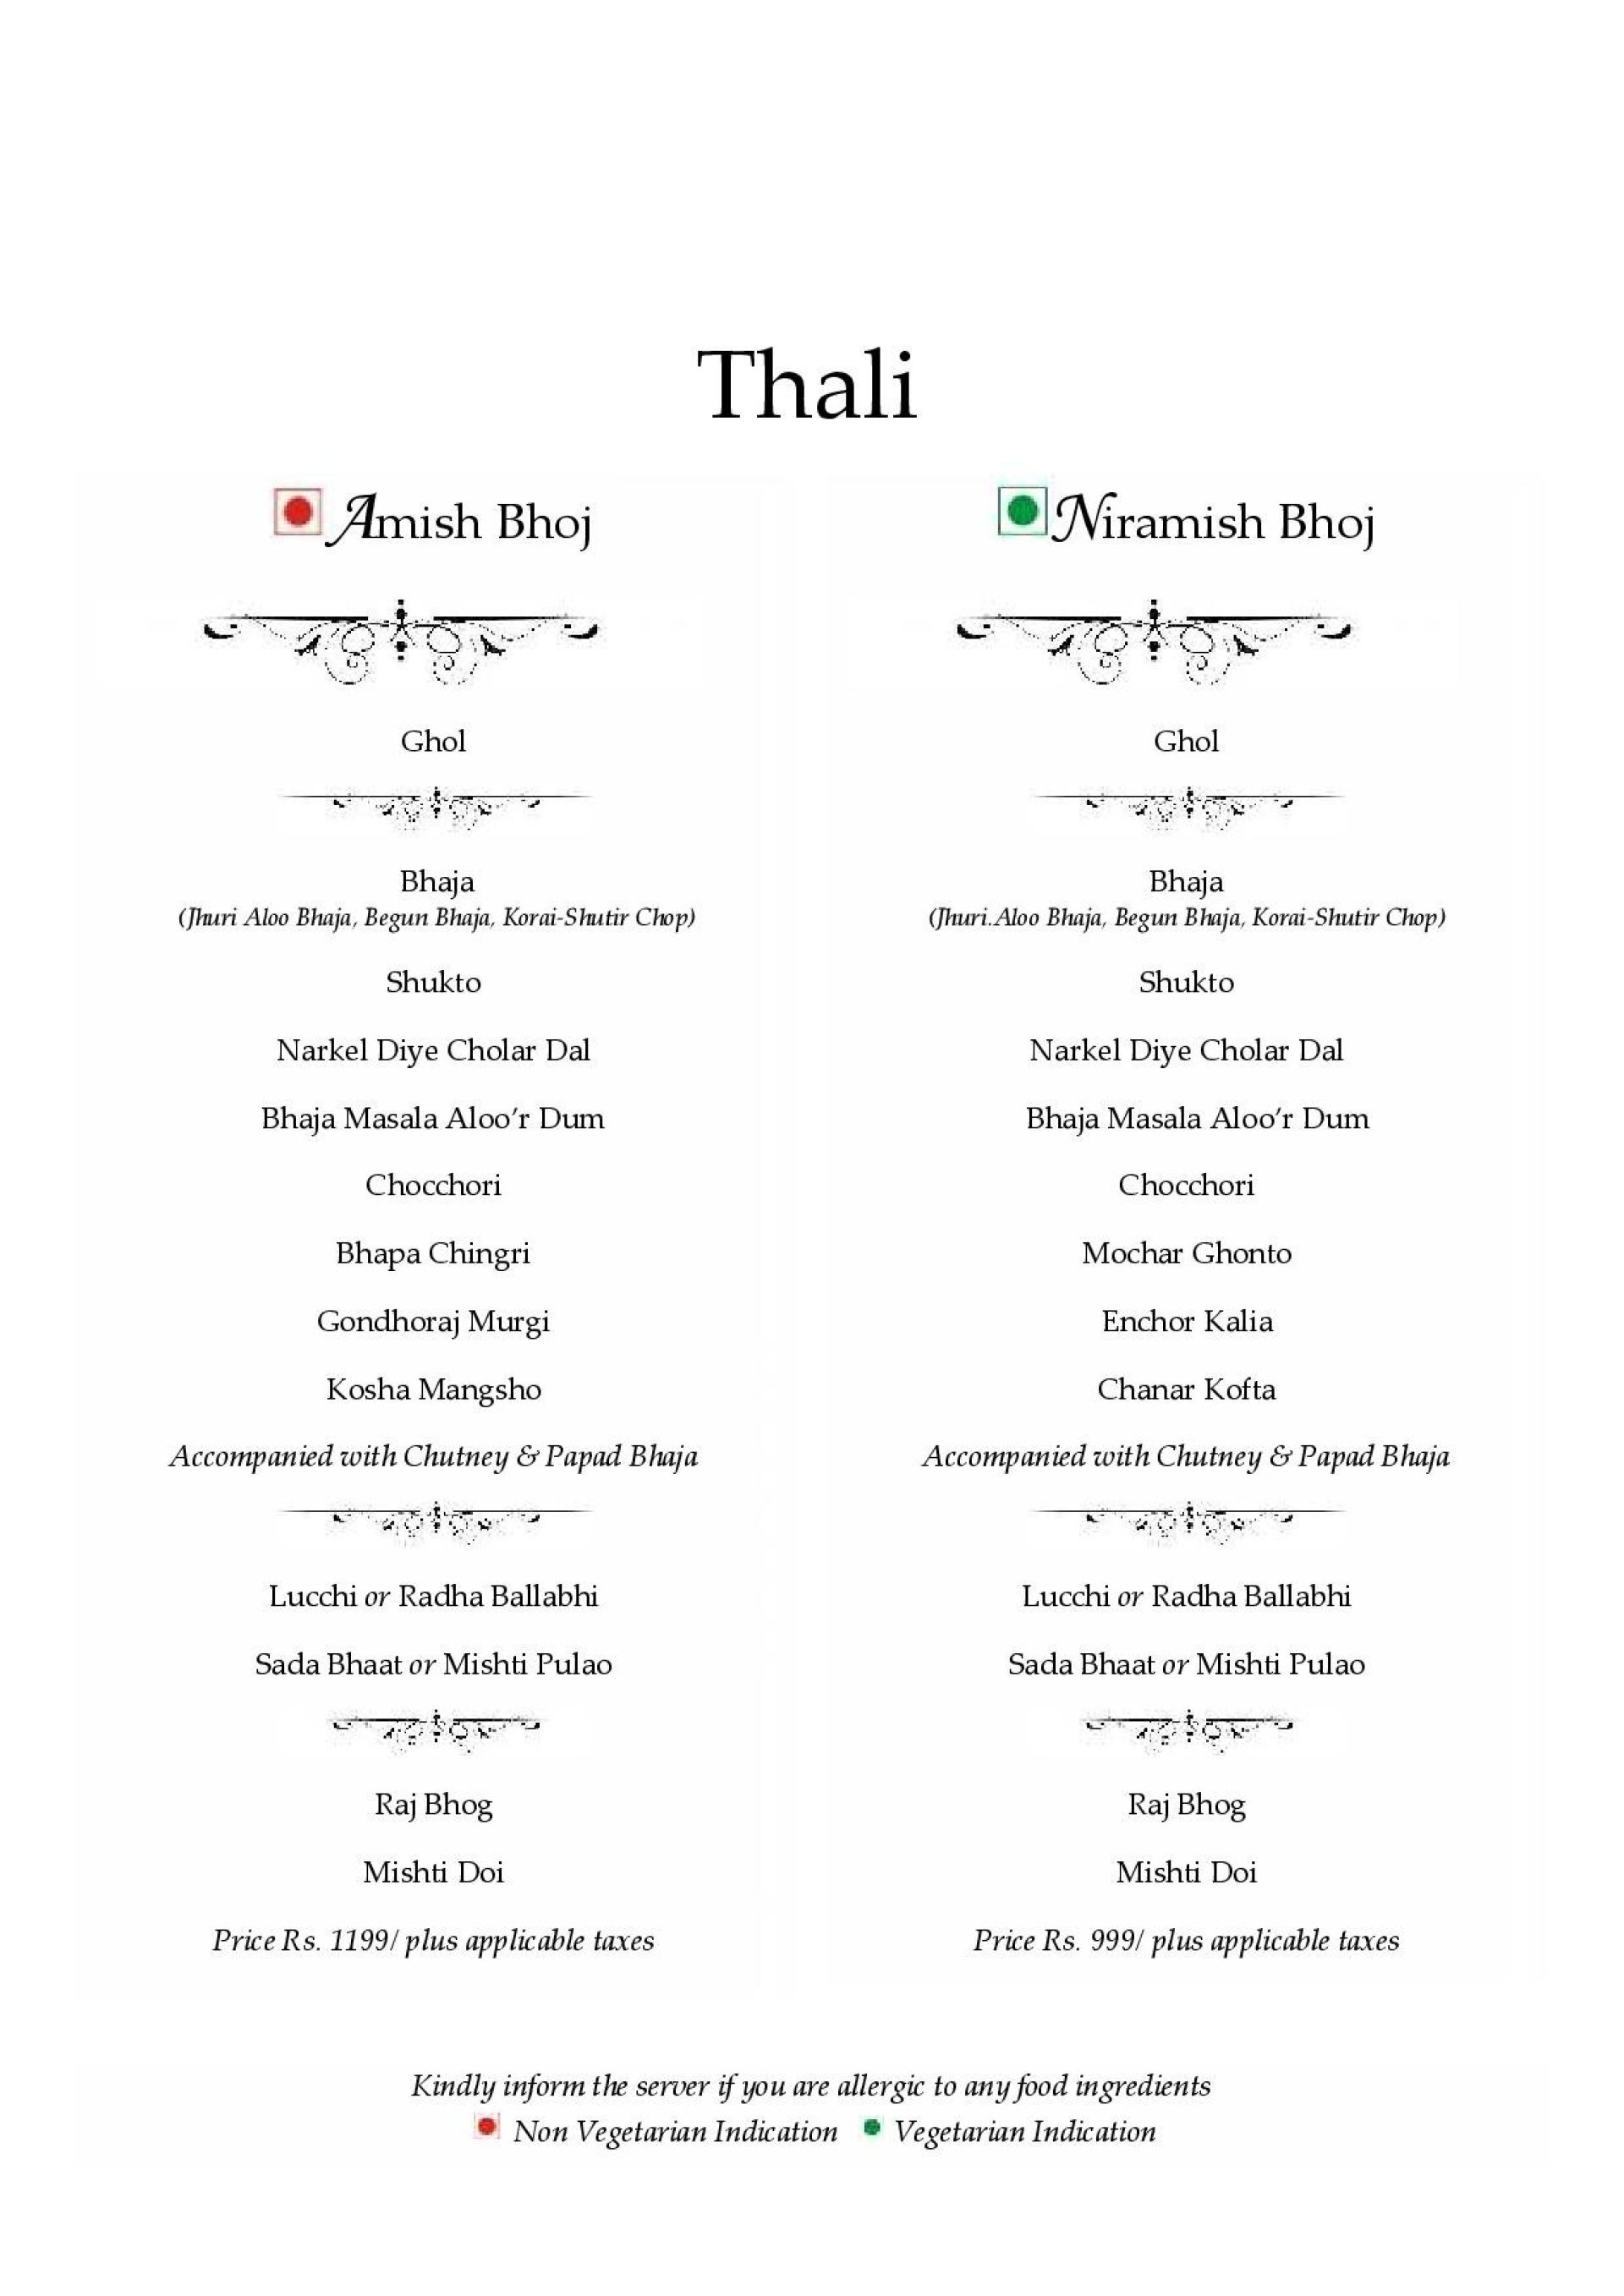 Thali
Amish Bhoj
Ghol
Bhaja
(Jhuri Aloo Bhaja, Begun Bhaja, Korai-Shutir Chop)
Shukto
Narkel Diye Cholar Dal
Bhaja Masala Aloo’r Dum
Chocchori
Bhapa Chingri
Gondhoraj Murgi
Kosha Mangsho
Accompanied with Chutney & Papad Bhaja
Lucchi or Radha Ballabhi
Sada Bhaat or Mishti Pulao
Raj Bhog
Mishti Doi
Price Rs. 1199/ plus applicable taxes
Niramish Bhoj
Ghol
Bhaja
(Jhuri.Aloo Bhaja, Begun Bhaja, Korai-Shutir Chop)
Shukto
Narkel Diye Cholar Dal
Bhaja Masala Aloo’r Dum
Chocchori
Mochar Ghonto
Enchor Kalia
Chanar Kofta
Accompanied with Chutney & Papad Bhaja
Lucchi or Radha Ballabhi
Sada Bhaat or Mishti Pulao
Raj Bhog
Mishti Doi
Price Rs. 999/ plus applicable taxes
Kindly inform the server if you are allergic to any food ingredients
Non Vegetarian Indication Vegetarian Indication